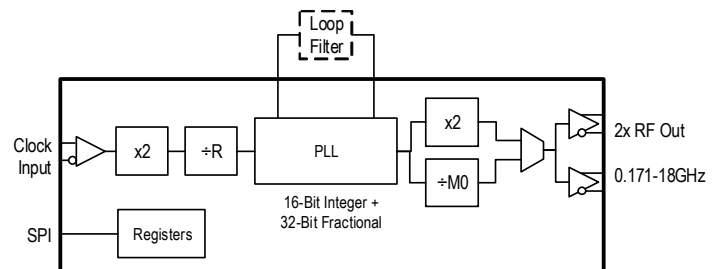 Loop
Filter
Clock
Input
x2
÷R
PLL
x2
÷M0
2x RF Out
0.171-18GHz
16-Bit Integer +
32-Bit Fractional
SPI
Registers